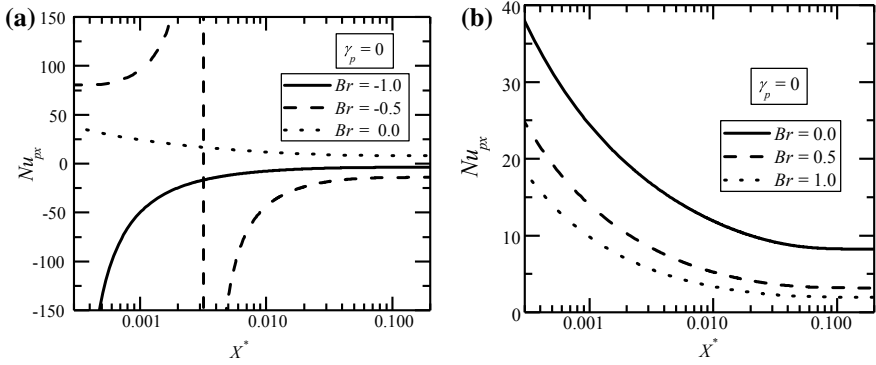 (a)
150
100
50
0
-50
-100
-150
Nu_px
γ_p = 0
Br = -1.0
Br = -0.5
Br = 0.0
0.001
0.010
0.100
X*
(b)
40
30
20
10
0
Nu_px
γ_p = 0
Br = 0.0
Br = 0.5
Br = 1.0
0.001
0.010
0.100
X*